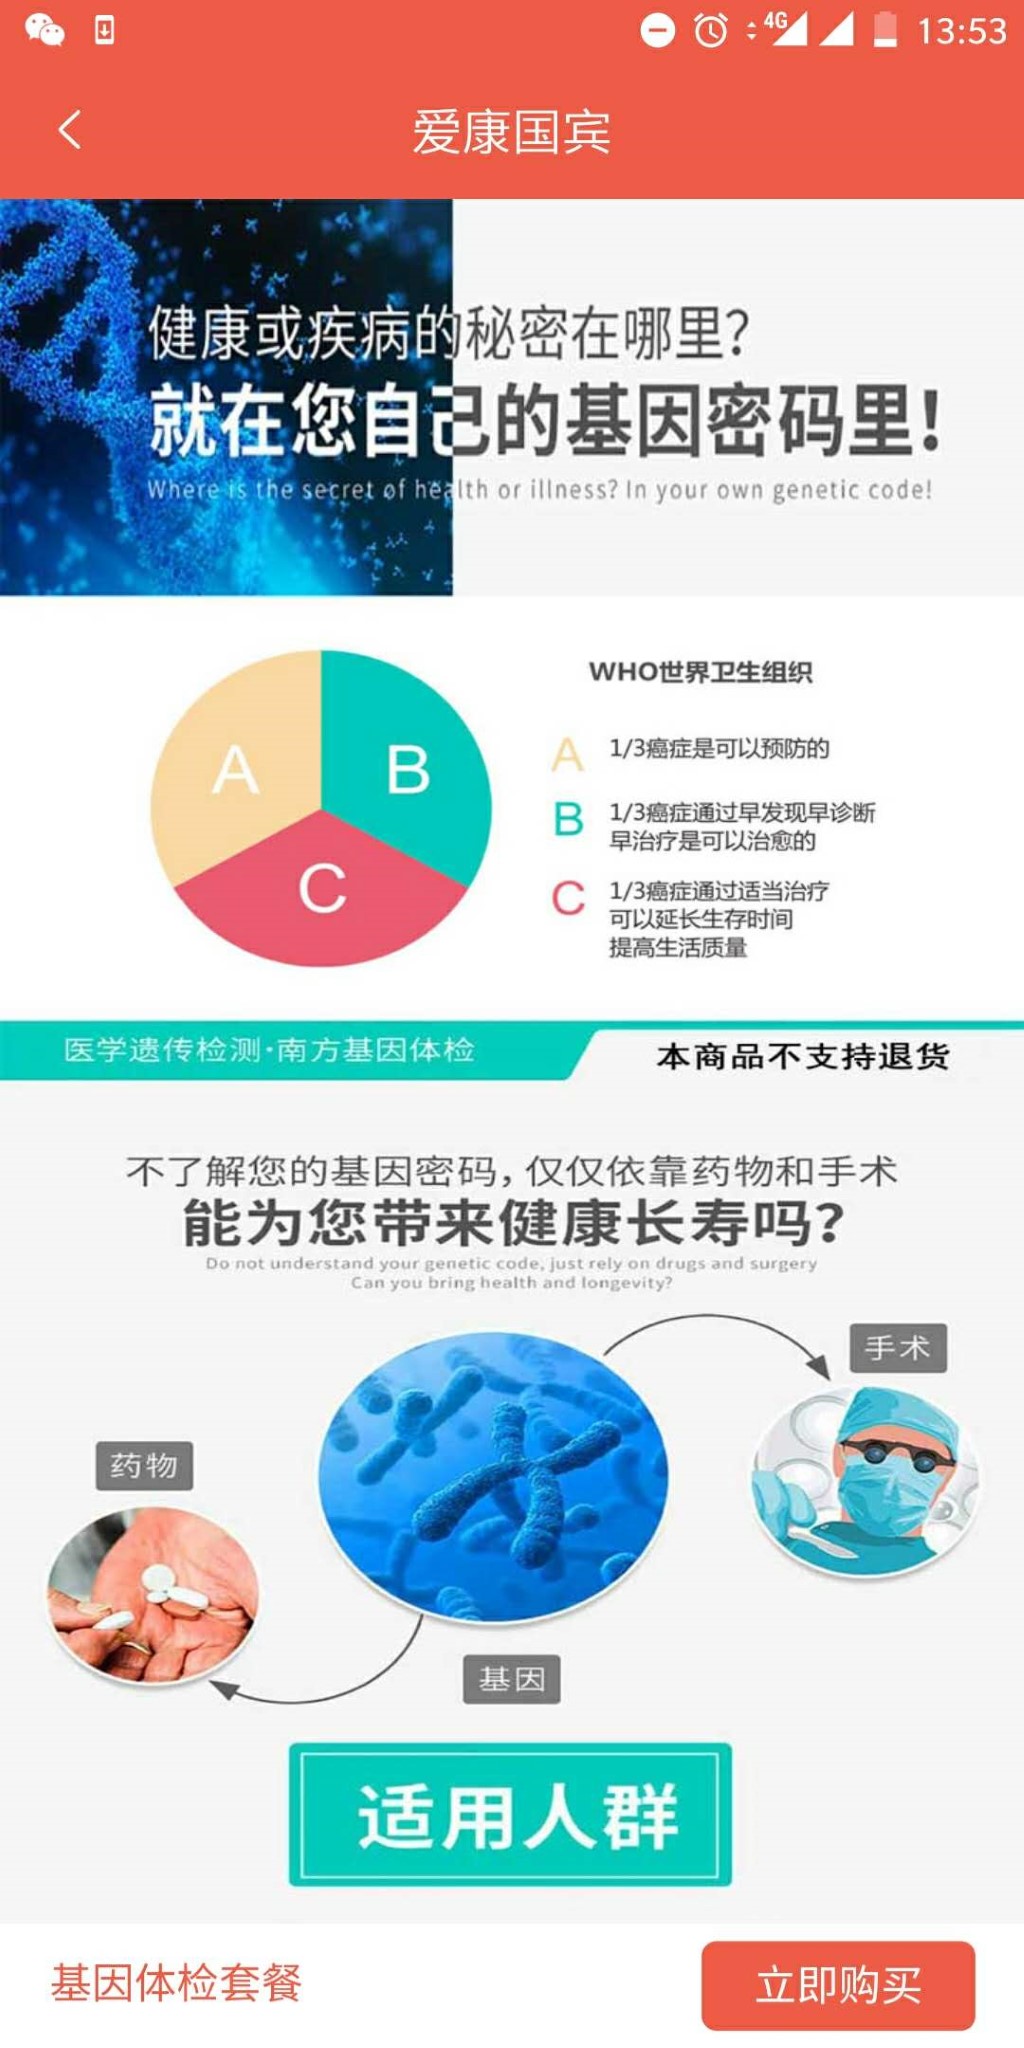 4G 13:53
爱康国宾
健康或疾病的秘密在哪里?
就在您自己的基因密码里!
Where is the secret of health or illness? In your own genetic code!
WHO世界卫生组织
A
B
C
A 1/3癌症是可以预防的
B 1/3癌症通过早发现早诊断
早治疗是可以治愈的
C 1/3癌症通过适当治疗
可以延长生存时间
提高生活质量
医学遗传检测·南方基因体检 本商品不支持退货
不了解您的基因密码,仅仅依靠药物和手术
能为您带来健康长寿吗?
Do not understand your genetic code, just rely on drugs and surgery
Can you bring health and longevity?
手术
药物
基因
适用人群
基因体检套餐 立即购买